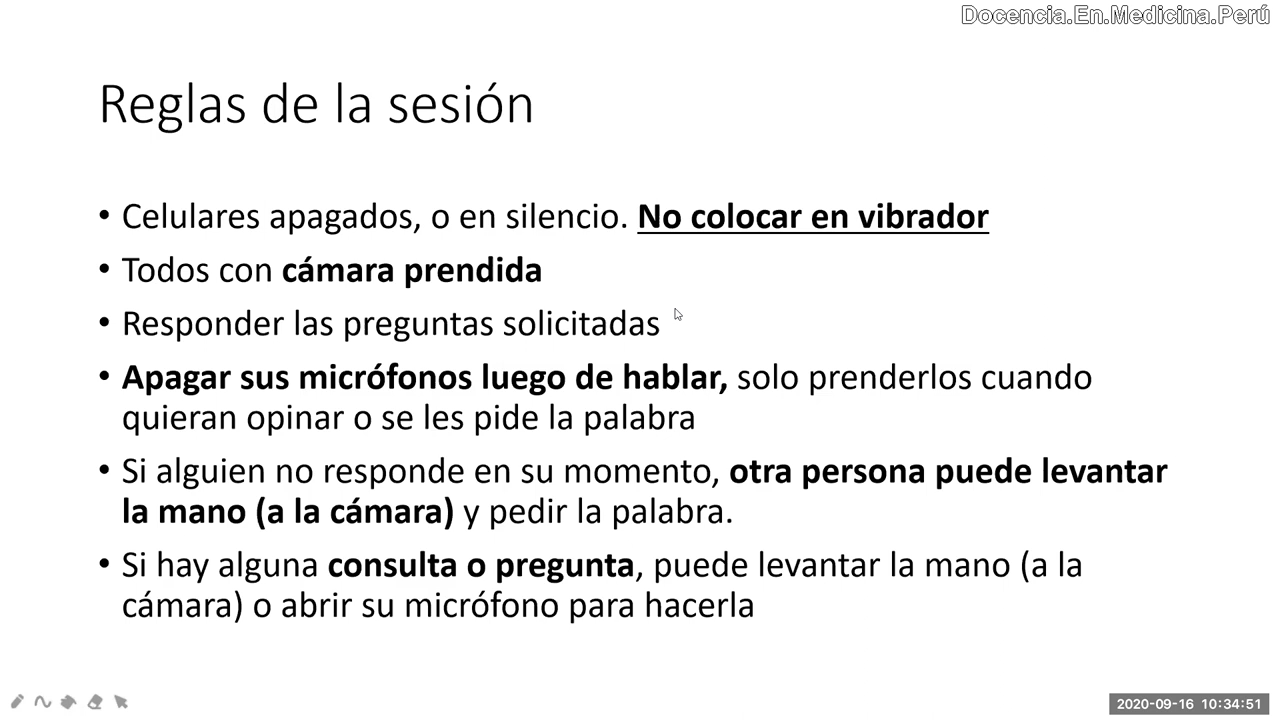 Docencia.En.Medicina.Perú
Reglas de la sesión
• Celulares apagados, o en silencio. No colocar en vibrador
• Todos con cámara prendida
• Responder las preguntas solicitadas
• Apagar sus micrófonos luego de hablar, solo prenderlos cuando
quieran opinar o se les pide la palabra
• Si alguien no responde en su momento, otra persona puede levantar
la mano (a la cámara) y pedir la palabra.
• Si hay alguna consulta o pregunta, puede levantar la mano (a la
cámara) o abrir su micrófono para hacerla
2020-09-16 10:34:51